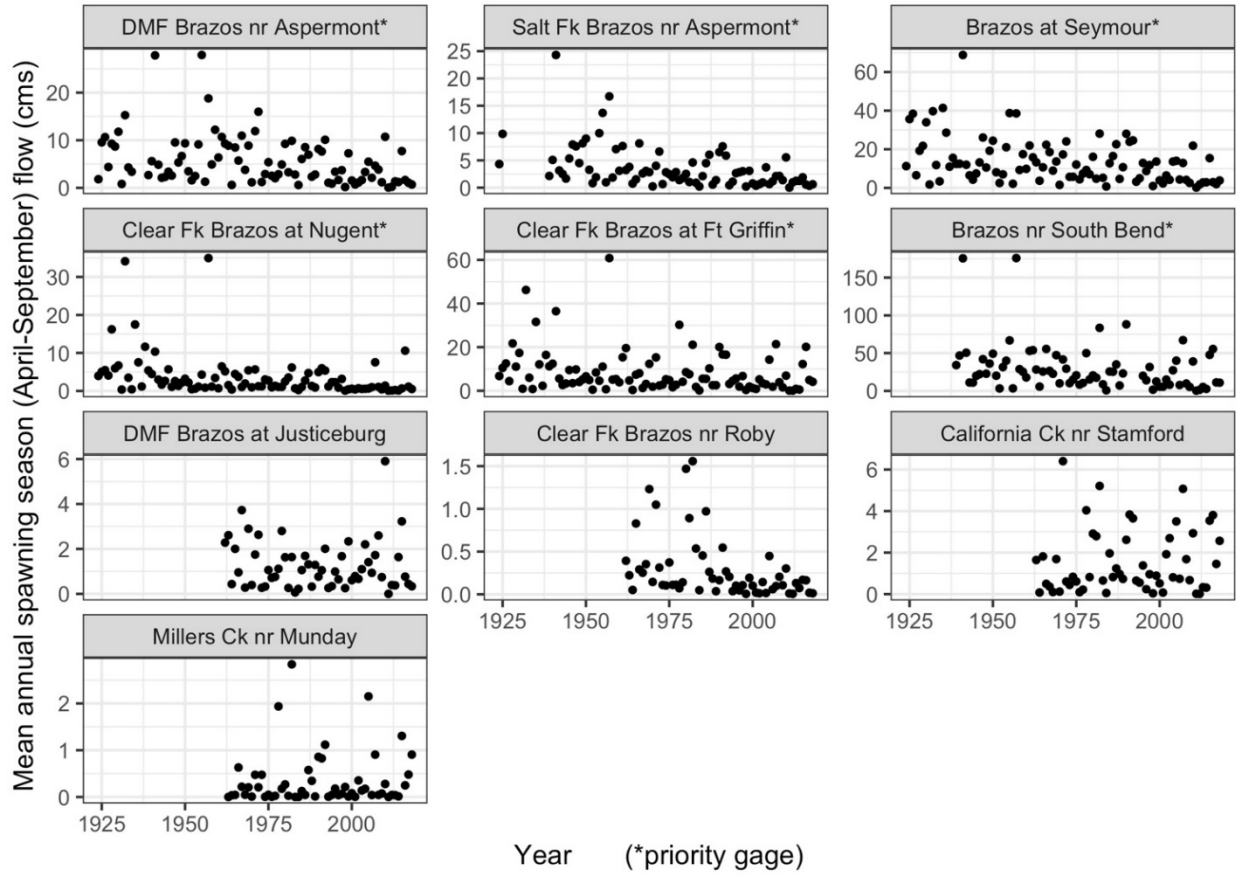 Mean annual spawning season (April-September) flow (cms)
DMF Brazos nr Aspermont*
20
10
0
Salt Fk Brazos nr Aspermont*
25
20
15
10
5
0
Brazos at Seymour*
60
40
20
0
Clear Fk Brazos at Nugent*
30
20
10
0
Clear Fk Brazos at Ft Griffin*
60
40
20
0
Brazos nr South Bend*
150
100
50
0
DMF Brazos at Justiceburg
6
4
2
0
Clear Fk Brazos nr Roby
1.5
1.0
0.5
0.0
1925 1950 1975 2000
California Ck nr Stamford
6
4
2
0
1925 1950 1975 2000
Millers Ck nr Munday
2
1
0
1925 1950 1975 2000
Year (*priority gage)